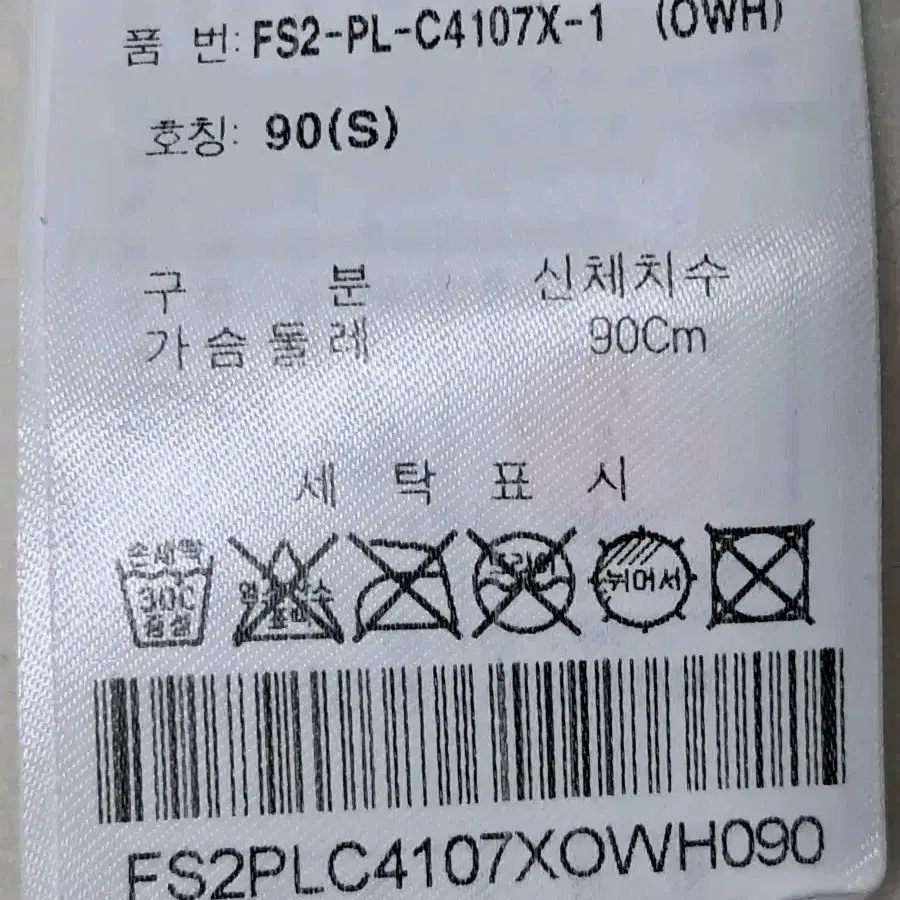 품 번: FS2-PL-C4107X-1 (OWH)
호칭: 90(S)
구 분 신체치수
가슴둘레 90Cm
세 탁 표 시
손세탁 30C 중성
염소 표백
드라이
뉘어서
FS2PLC4107XOWH090